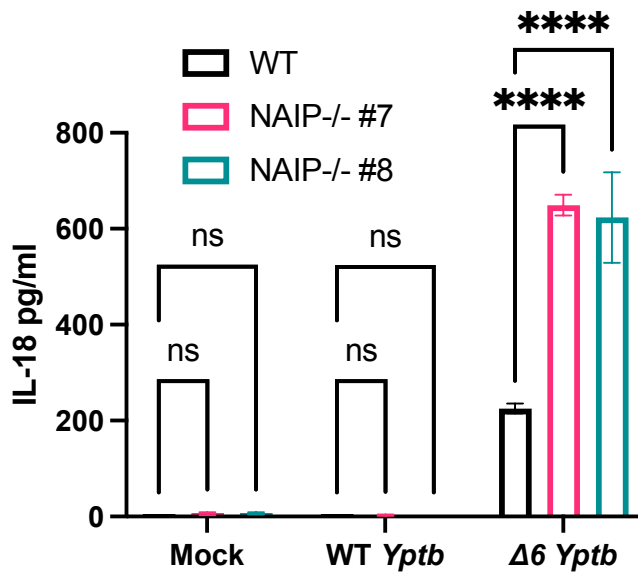 ****
WT
****
NAIP-/- #7
800
NAIP-/- #8
600
ns
ns
IL-18 pg/ml
400
ns
ns
200
0
Mock
WT Yptb
Δ6 Yptb